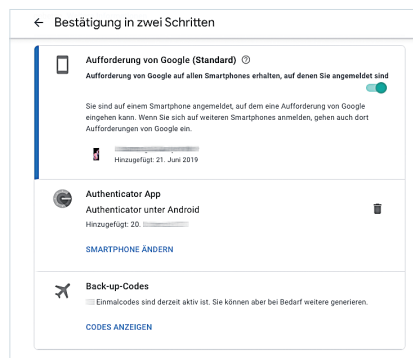 Bestätigung in zwei Schritten
Aufforderung von Google (Standard)
Aufforderung von Google auf allen Smartphones erhalten, auf denen Sie angemeldet sind
Sie sind auf einem Smartphone angemeldet, auf dem eine Aufforderung von Google
eingehen kann. Wenn Sie sich auf weiteren Smartphones anmelden, gehen auch dort
Aufforderungen von Google ein.
Hinzugefügt: 21. Juni 2019
Authenticator App
Authenticator unter Android
Hinzugefügt: 20.
SMARTPHONE ÄNDERN
Back-up-Codes
Einmalcodes sind derzeit aktiv ist. Sie können aber bei Bedarf weitere generieren.
CODES ANZEIGEN